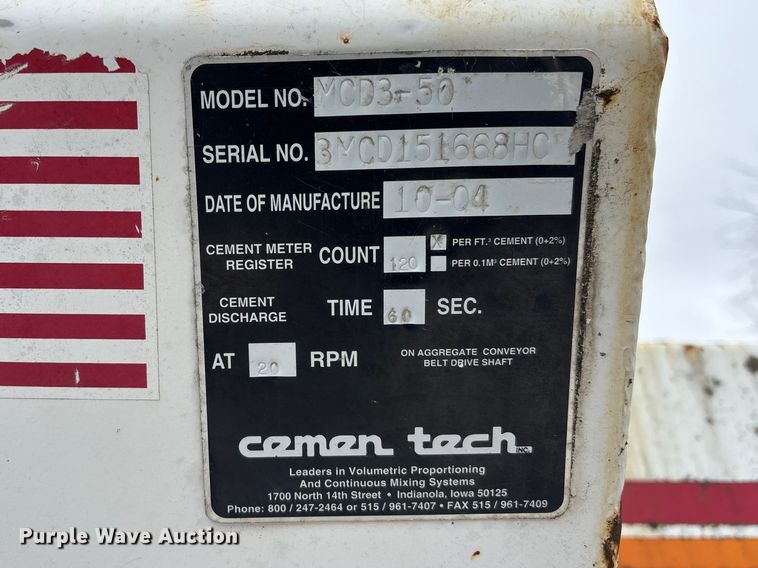 MODEL NO. MCD3-50
SERIAL NO. 3MCD151668HC
DATE OF MANUFACTURE 10-04
CEMENT METER REGISTER COUNT 120 X PER FT.³ CEMENT (0+2%)
PER 0.1M³ CEMENT (0+2%)
CEMENT DISCHARGE TIME 60 SEC.
AT 20 RPM ON AGGREGATE CONVEYOR
BELT DRIVE SHAFT
cemen tech INC.
Leaders in Volumetric Proportioning
And Continuous Mixing Systems
1700 North 14th Street • Indianola, Iowa 50125
Phone: 800 / 247-2464 or 515 / 961-7407 • FAX 515 / 961-7409
Purple Wave Auction